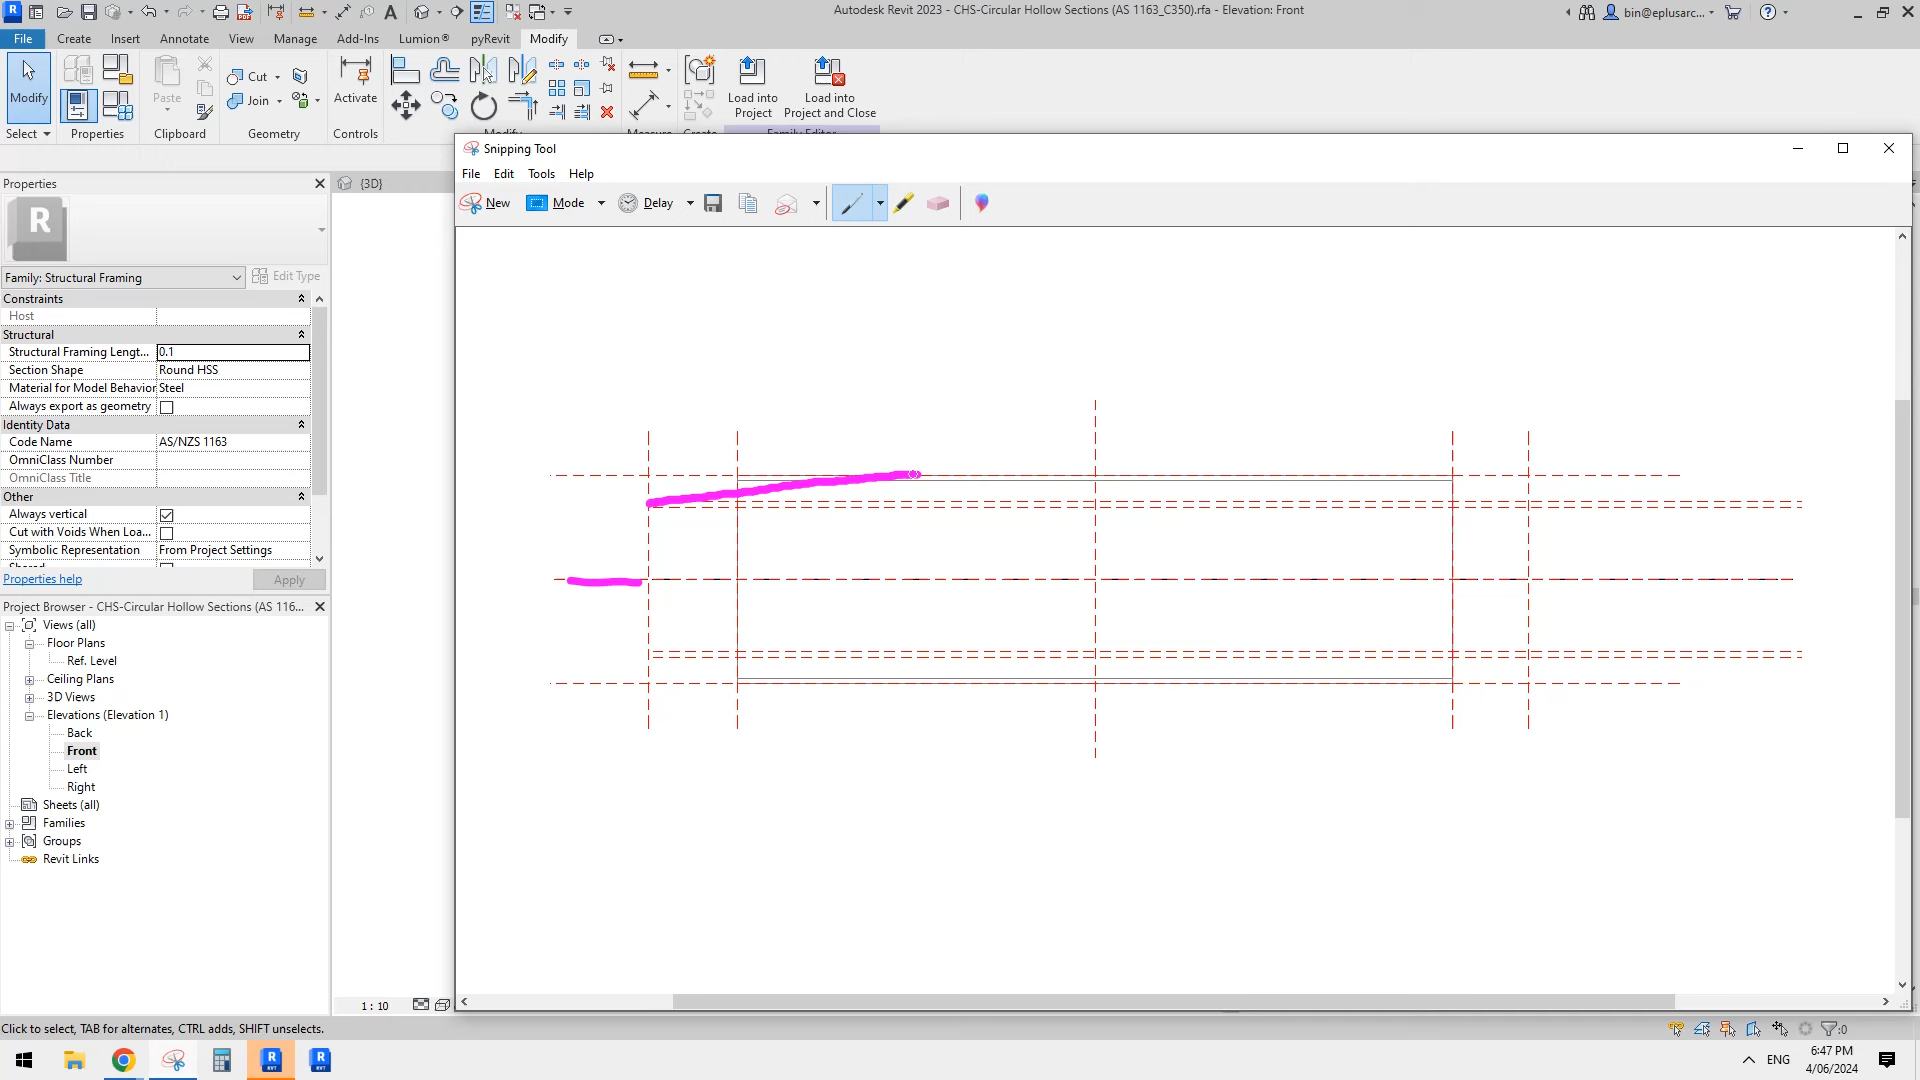 Autodesk Revit 2023 - CHS-Circular Hollow Sections (AS 1163_C350).rfa - Elevation: Front
bin@eplusarc...
File
Create
Insert
Annotate
View
Manage
Add-Ins
Lumion®
pyRevit
Modify
Modify
Paste
Cut
Join
Activate
Load into
Project
Load into
Project and Close
Select
Properties
Clipboard
Geometry
Controls
Modify
Measure
Create
Family Editor
Properties
{3D}
R
Family: Structural Framing
Edit Type
Constraints
Host
Structural
Structural Framing Lengt...
0.1
Section Shape
Round HSS
Material for Model Behavior
Steel
Always export as geometry
Identity Data
Code Name
AS/NZS 1163
OmniClass Number
OmniClass Title
Other
Always vertical
Cut with Voids When Loa...
Symbolic Representation
From Project Settings
Properties help
Apply
Project Browser - CHS-Circular Hollow Sections (AS 116...
Views (all)
Floor Plans
Ref. Level
Ceiling Plans
3D Views
Elevations (Elevation 1)
Back
Front
Left
Right
Sheets (all)
Families
Groups
Revit Links
Snipping Tool
File
Edit
Tools
Help
New
Mode
Delay
1 : 10
Click to select, TAB for alternates, CTRL adds, SHIFT unselects.
:0
ENG
6:47 PM
4/06/2024